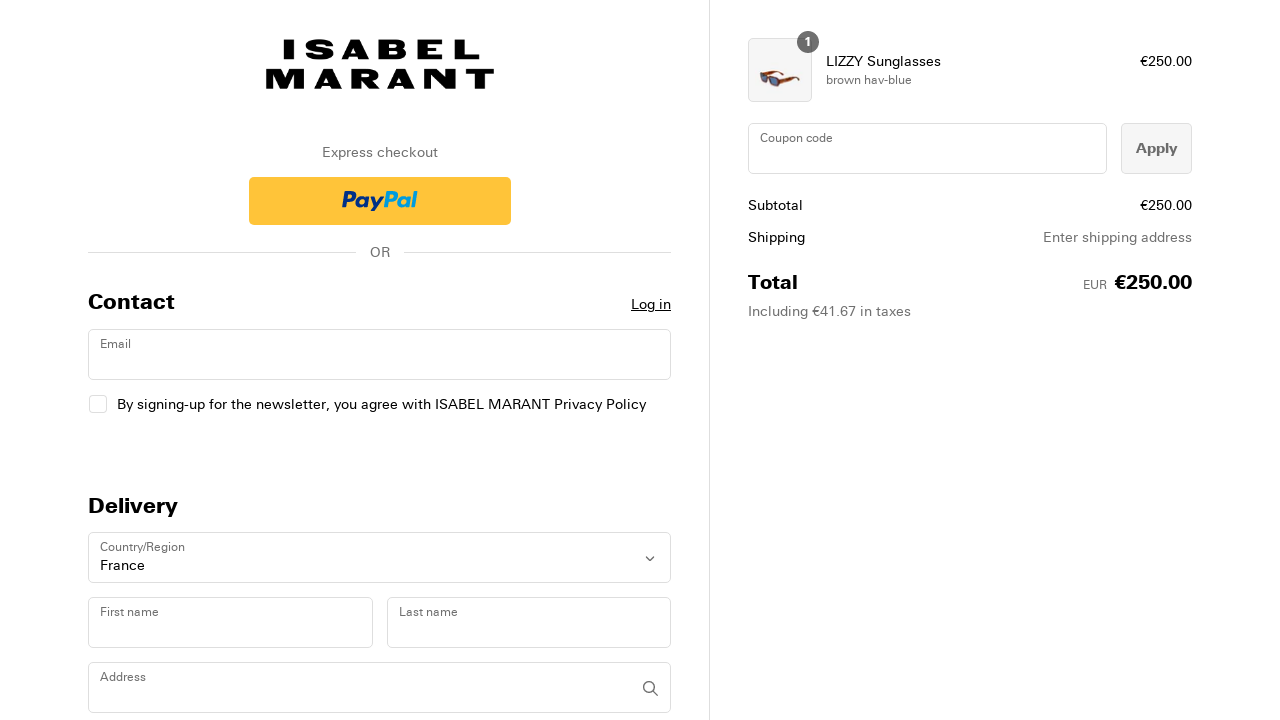 ISABEL
MARANT
Express checkout
PayPal
OR
Contact
Log in
Email
By signing-up for the newsletter, you agree with ISABEL MARANT Privacy Policy
Delivery
Country/Region
France
First name
Last name
Address
1
LIZZY Sunglasses
€250.00
brown hav-blue
Coupon code
Apply
Subtotal
€250.00
Shipping
Enter shipping address
Total
EUR €250.00
Including €41.67 in taxes